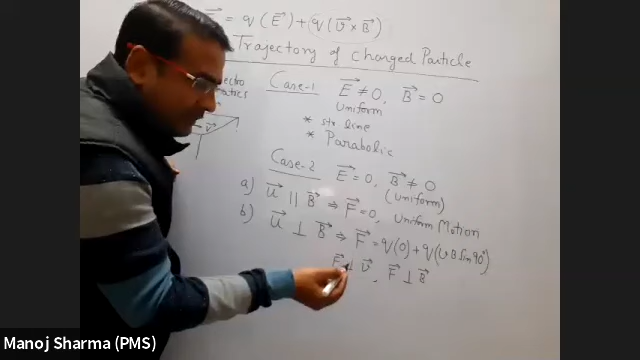 = q (E⃗) + q (v⃗ × B⃗)
Trajectory of Charged Particle
Case-1 E⃗ ≠ 0, B⃗ = 0
Uniform
* str line
* Parabolic
Case-2 E⃗ = 0, B⃗ ≠ 0
(Uniform)
a) u⃗ || B⃗ ⇒ F⃗ = 0, Uniform Motion
b) u⃗ ⊥ B⃗ ⇒ F⃗ = q(0) + q(vB sin 90°)
F⃗ ⊥ v⃗, F⃗ ⊥ B⃗
Manoj Sharma (PMS)